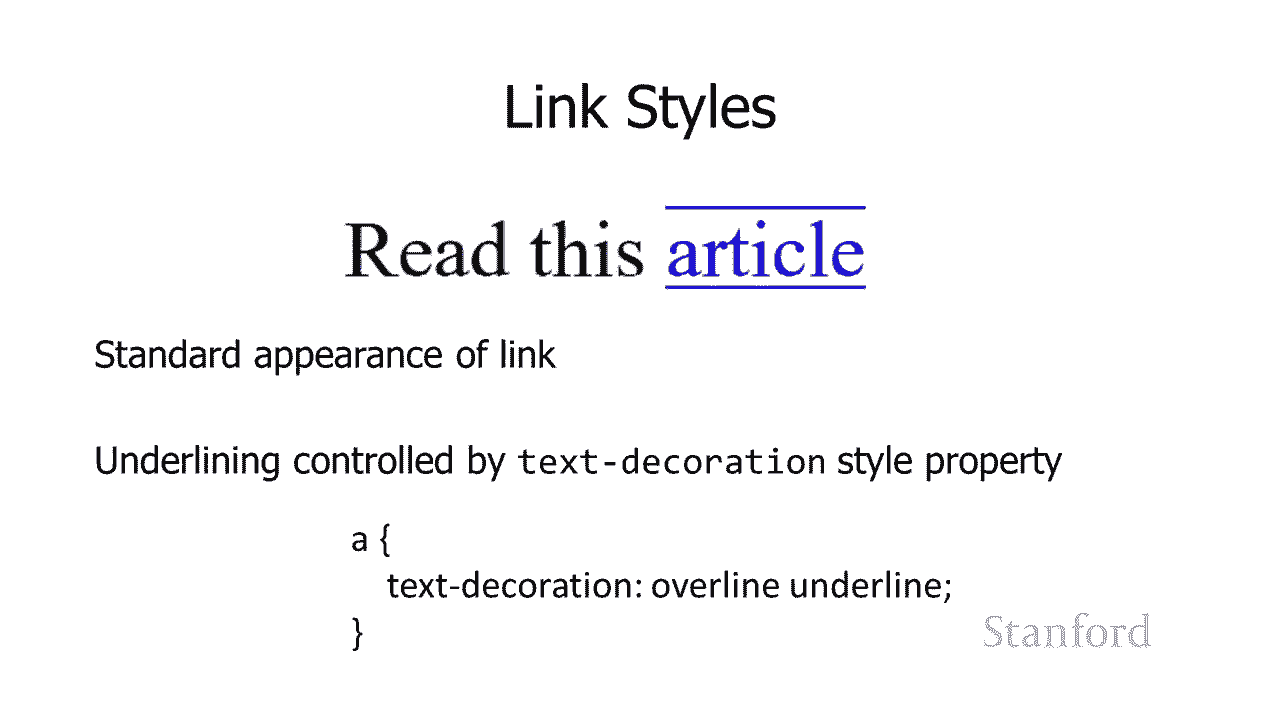 Link Styles
Read this article
Standard appearance of link
Underlining controlled by text-decoration style property
a {
text-decoration: overline underline;
}
Stanford